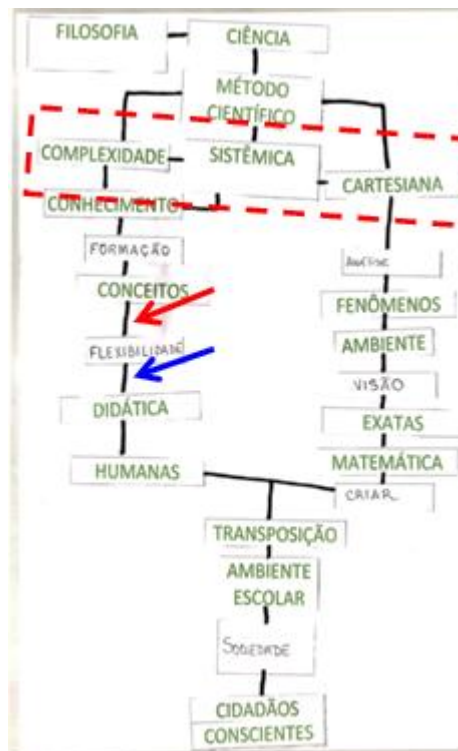 FILOSOFIA
CIÊNCIA
MÉTODO
CIENTÍFICO
COMPLEXIDADE
SISTÊMICA
CARTESIANA
CONHECIMENTO
FORMAÇÃO
CONCEITOS
FLEXIBILIDADE
DIDÁTICA
HUMANAS
FENÔMENOS
AMBIENTE
VISÃO
EXATAS
MATEMÁTICA
CRIAR
TRANSPOSIÇÃO
AMBIENTE
ESCOLAR
SOCIEDADE
CIDADÃOS
CONSCIENTES